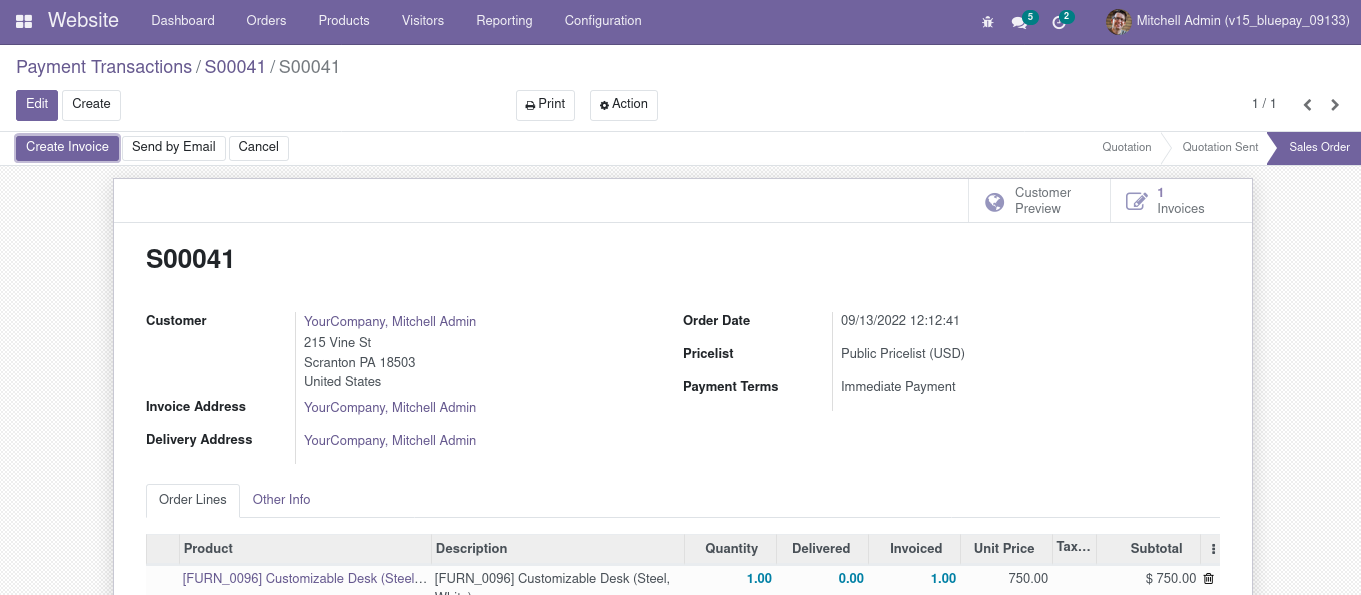 Website Dashboard Orders Products Visitors Reporting Configuration 5 2 Mitchell Admin (v15_bluepay_09133)
Payment Transactions / S00041 / S00041
Edit Create Print Action 1 / 1
Create Invoice Send by Email Cancel Quotation Quotation Sent Sales Order
Customer Preview
1 Invoices
S00041
Customer YourCompany, Mitchell Admin
215 Vine St
Scranton PA 18503
United States
Invoice Address YourCompany, Mitchell Admin
Delivery Address YourCompany, Mitchell Admin
Order Date 09/13/2022 12:12:41
Pricelist Public Pricelist (USD)
Payment Terms Immediate Payment
Order Lines Other Info
Product Description Quantity Delivered Invoiced Unit Price Tax... Subtotal
[FURN_0096] Customizable Desk (Steel... [FURN_0096] Customizable Desk (Steel, 1.00 0.00 1.00 750.00 $ 750.00